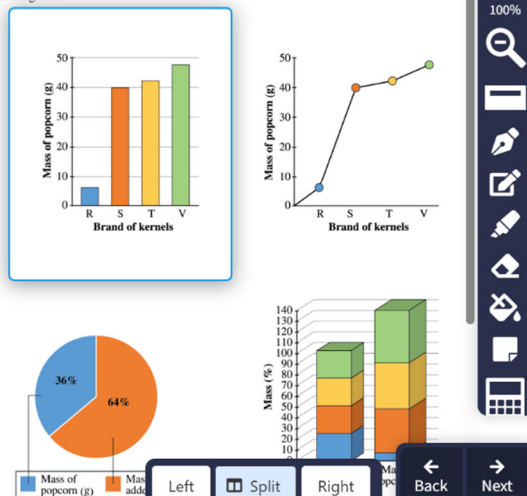 100%
50
40
30
20
10
0
Mass of popcorn (g)
R S T V
Brand of kernels
50
40
30
20
10
0
Mass of popcorn (g)
R S T V
Brand of kernels
36%
64%
Mass of
popcorn (g)
140
130
120
110
100
90
80
70
60
50
40
30
20
10
Mass (%)
Left
Split
Right
Back
Next